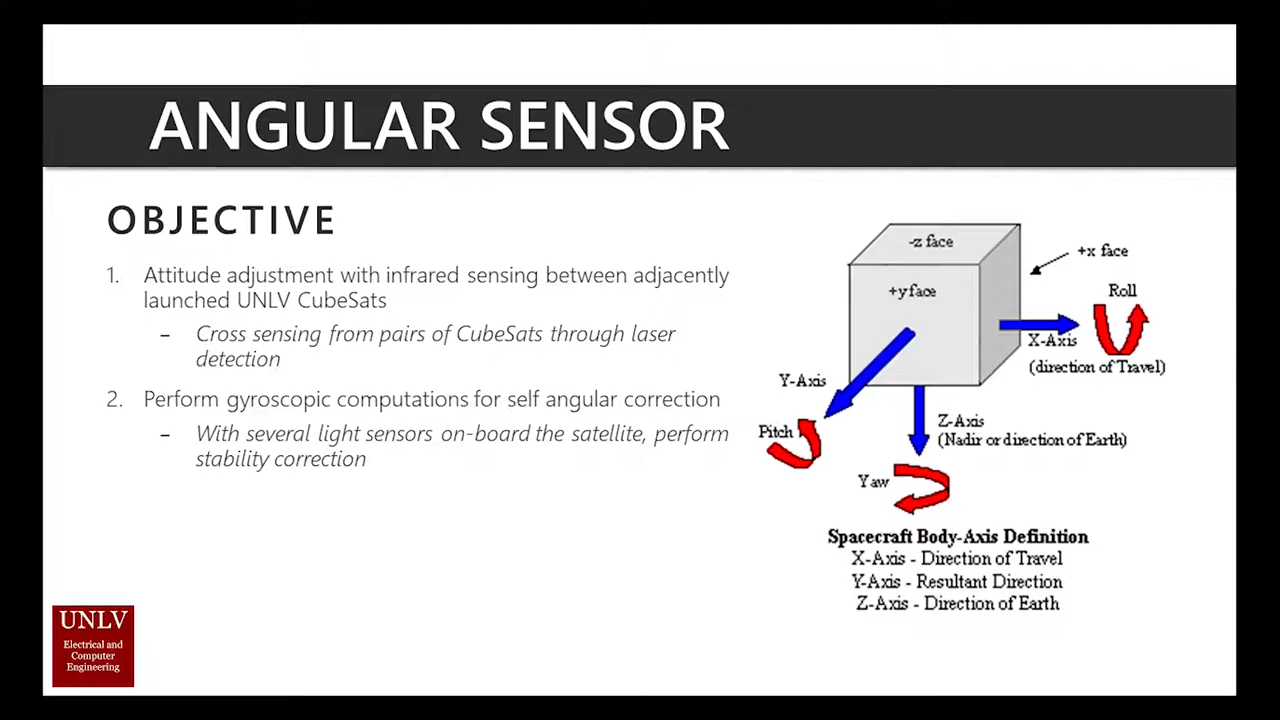 ANGULAR SENSOR
OBJECTIVE
1. Attitude adjustment with infrared sensing between adjacently
launched UNLV CubeSats
– Cross sensing from pairs of CubeSats through laser
detection
2. Perform gyroscopic computations for self angular correction
– With several light sensors on-board the satellite, perform
stability correction
-z face
+x face
+y face
Roll
X-Axis
(direction of Travel)
Y-Axis
Pitch
Z-Axis
(Nadir or direction of Earth)
Yaw
Spacecraft Body-Axis Definition
X-Axis - Direction of Travel
Y-Axis - Resultant Direction
Z-Axis - Direction of Earth
UNLV
Electrical and
Computer
Engineering